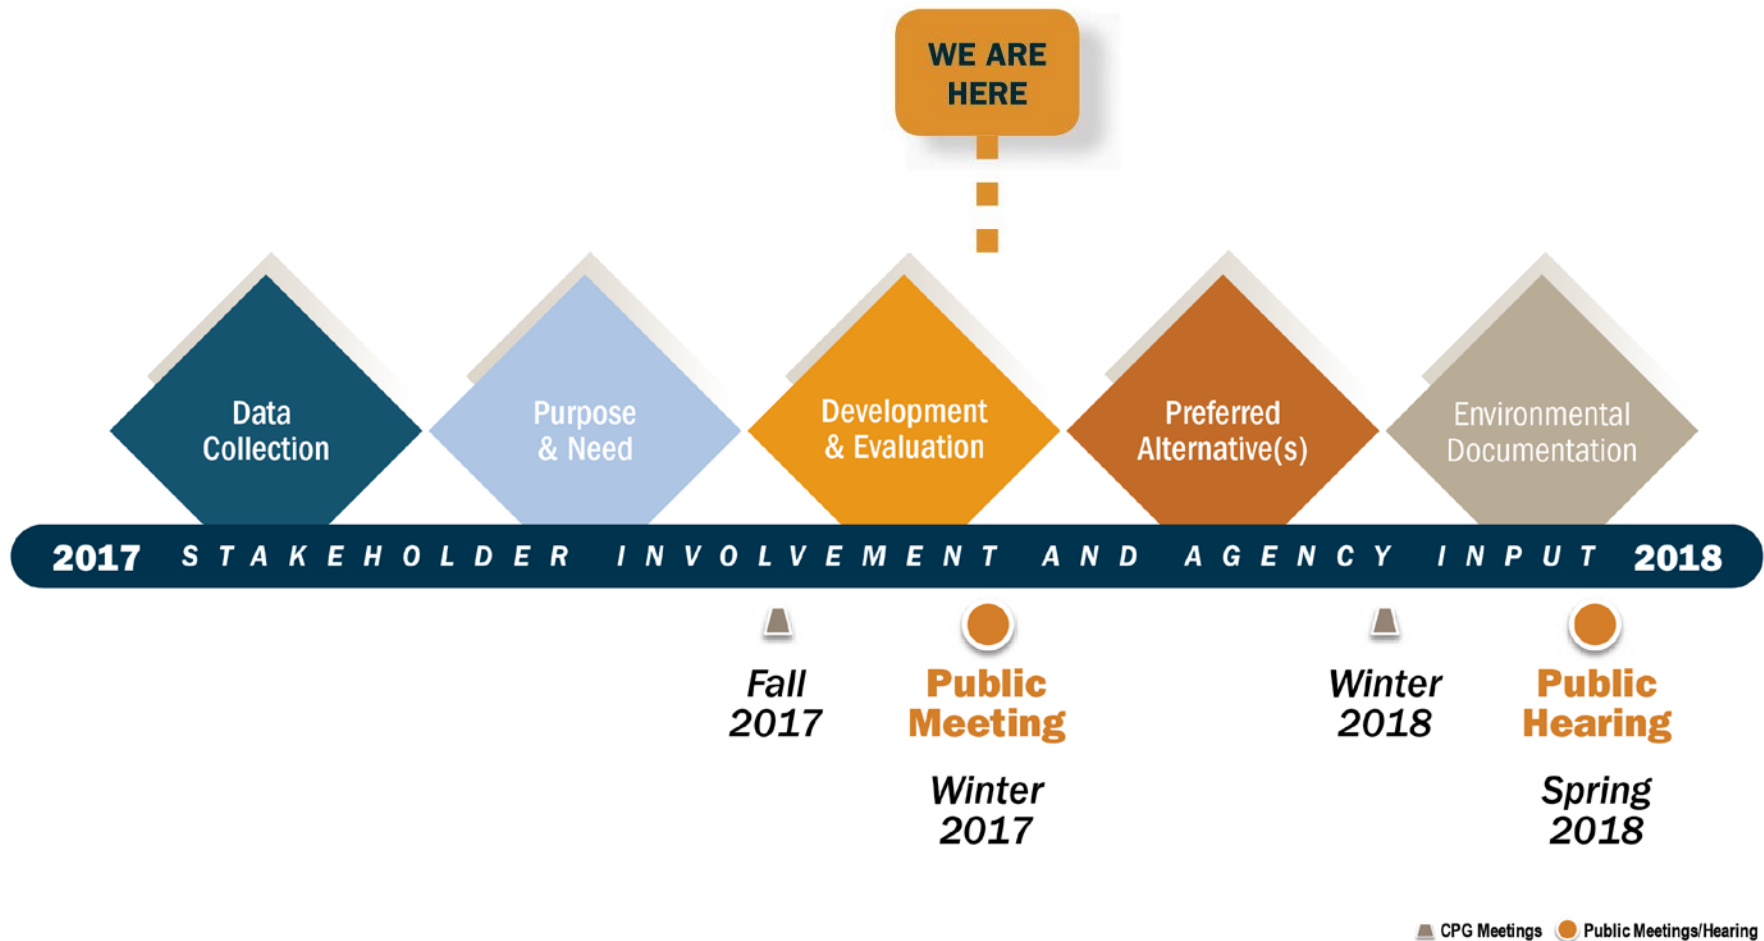 WE ARE
HERE
Data
Collection
Purpose
& Need
Development
& Evaluation
Preferred
Alternative(s)
Environmental
Documentation
2017 STAKEHOLDER INVOLVEMENT AND AGENCY INPUT 2018
Fall
2017
Public
Meeting
Winter
2017
Winter
2018
Public
Hearing
Spring
2018
CPG Meetings
Public Meetings/Hearing